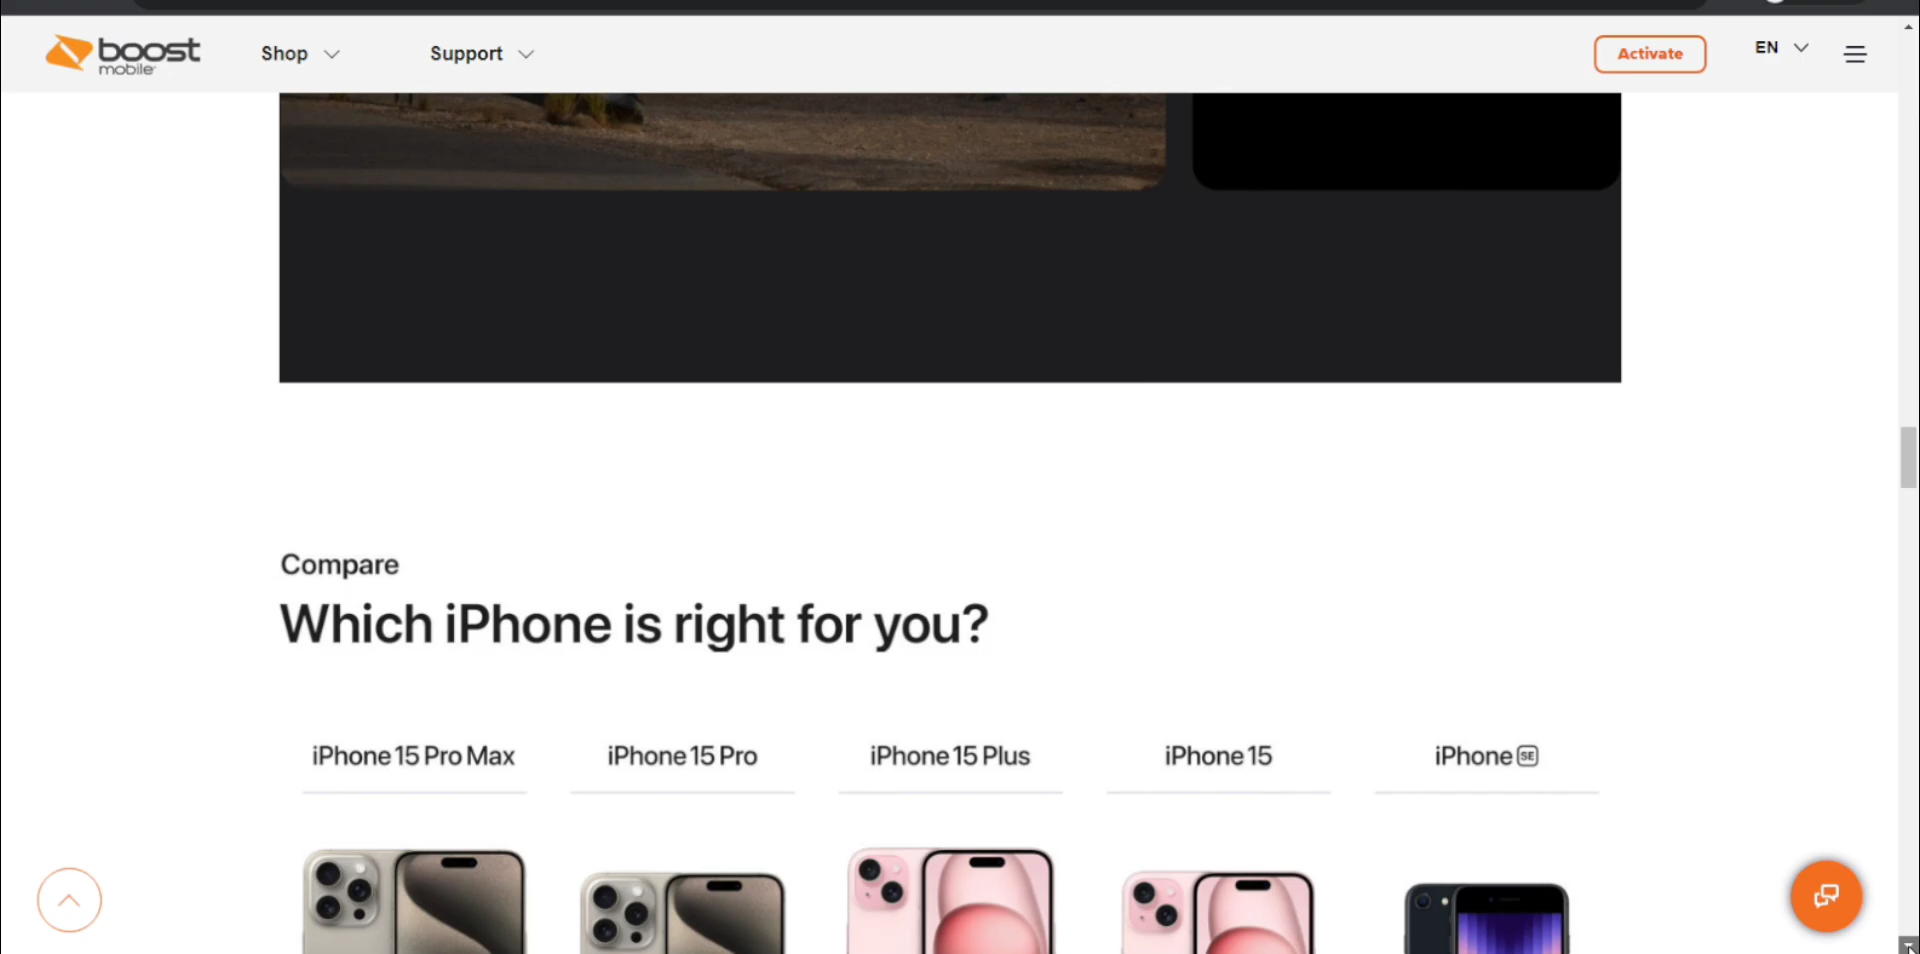 boost
mobile
Shop
Support
Activate
EN
Compare
Which iPhone is right for you?
iPhone 15 Pro Max
iPhone 15 Pro
iPhone 15 Plus
iPhone 15
iPhone SE